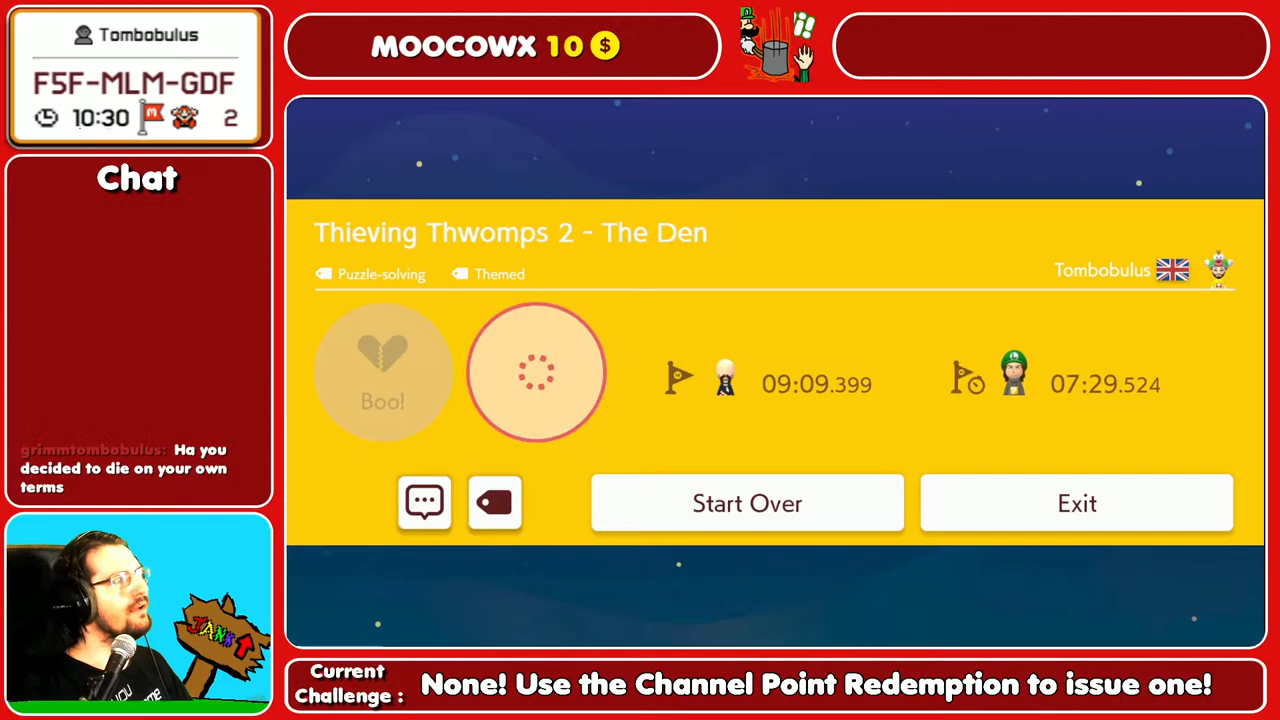 Tombobulus
F5F-MLM-GDF
10:30 2
MOOCOWX 10 $
Chat
grimmtombobulus: Ha you
decided to die on your own
terms
Thieving Thwomps 2 - The Den
Puzzle-solving Themed
Tombobulus
Boo!
09:09.399
07:29.524
Start Over
Exit
JANK
Current
Challenge :
None! Use the Channel Point Redemption to issue one!